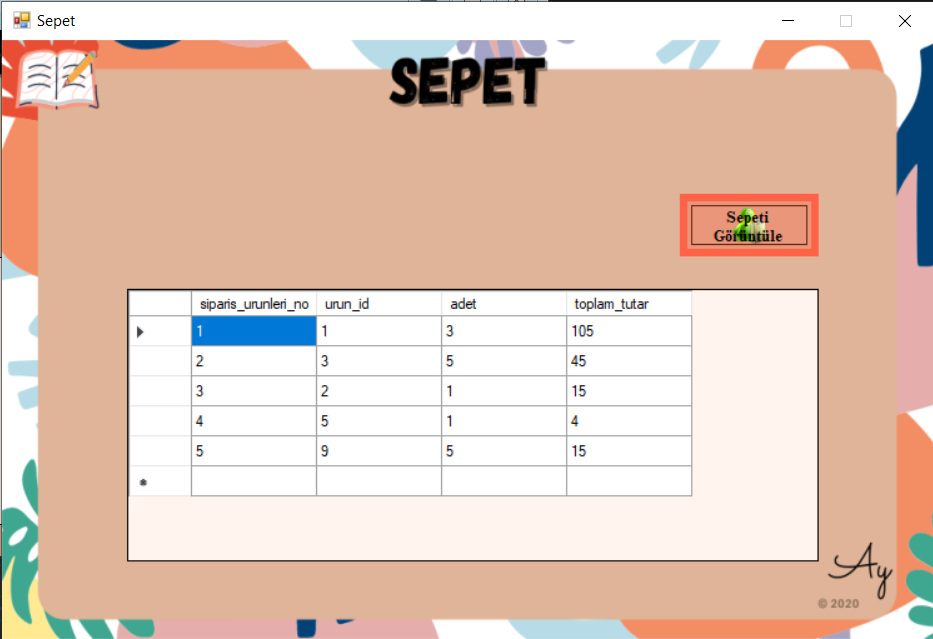 Sepet
SEPET
Sepeti
Görüntüle
siparis_urunleri_no urun_id adet toplam_tutar
1 1 3 105
2 3 5 45
3 2 1 15
4 5 1 4
5 9 5 15
Ay
© 2020